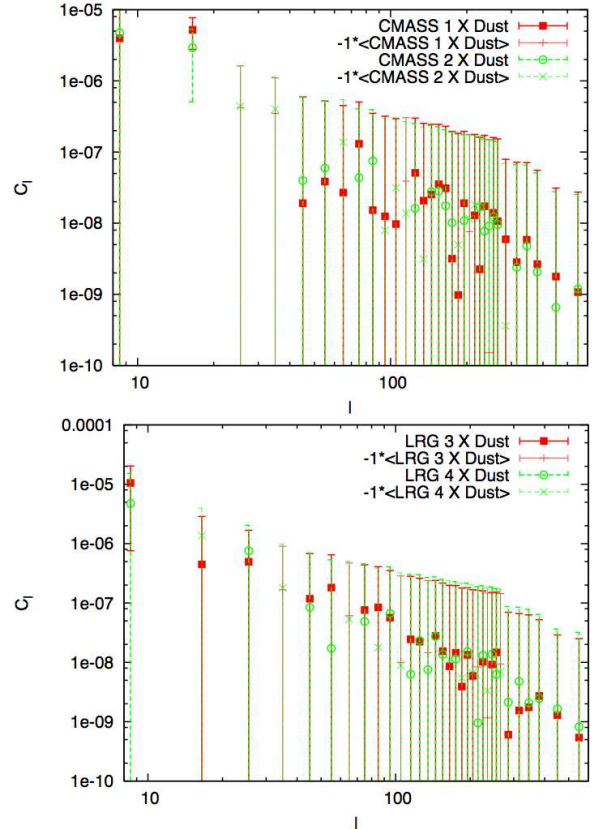 1e-05
1e-06
1e-07
1e-08
1e-09
1e-10
C_l
CMASS 1 X Dust
-1*<CMASS 1 X Dust>
CMASS 2 X Dust
-1*<CMASS 2 X Dust>
10
100
l
0.0001
1e-05
1e-06
1e-07
1e-08
1e-09
1e-10
C_l
LRG 3 X Dust
-1*<LRG 3 X Dust>
LRG 4 X Dust
-1*<LRG 4 X Dust>
10
100
l